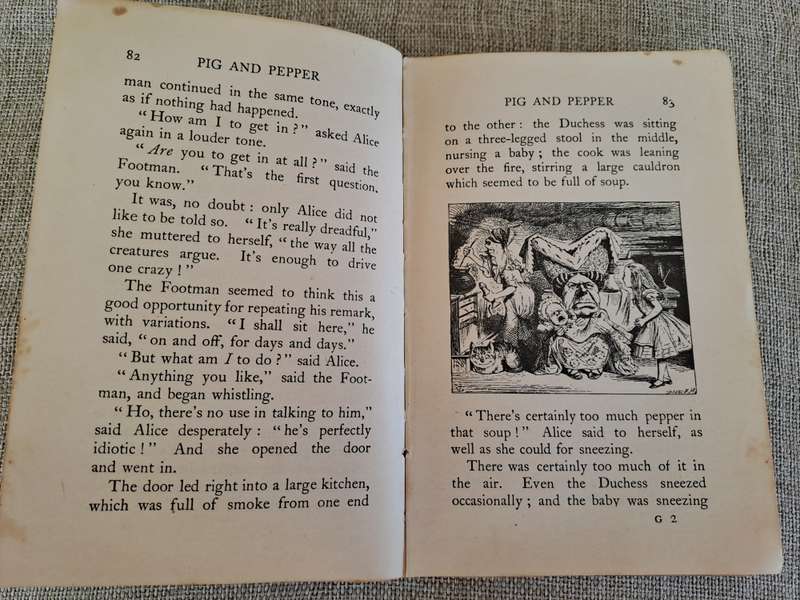 82
PIG AND PEPPER
man continued in the same tone, exactly
as if nothing had happened.
“How am I to get in?” asked Alice
again in a louder tone.
“Are you to get in at all?” said the
Footman. “That's the first question,
you know.”
It was, no doubt: only Alice did not
like to be told so. “It's really dreadful,”
she muttered to herself, “the way all the
creatures argue. It's enough to drive
one crazy!”
The Footman seemed to think this a
good opportunity for repeating his remark,
with variations. “I shall sit here,” he
said, “on and off, for days and days.”
“But what am I to do?” said Alice.
“Anything you like,” said the Foot-
man, and began whistling.
“Ho, there's no use in talking to him,”
said Alice desperately: “he's perfectly
idiotic!” And she opened the door
and went in.
The door led right into a large kitchen,
which was full of smoke from one end
PIG AND PEPPER 83
to the other: the Duchess was sitting
on a three-legged stool in the middle,
nursing a baby; the cook was leaning
over the fire, stirring a large cauldron
which seemed to be full of soup.
“There's certainly too much pepper in
that soup!” Alice said to herself, as
well as she could for sneezing.
There was certainly too much of it in
the air. Even the Duchess sneezed
occasionally; and the baby was sneezing
G 2